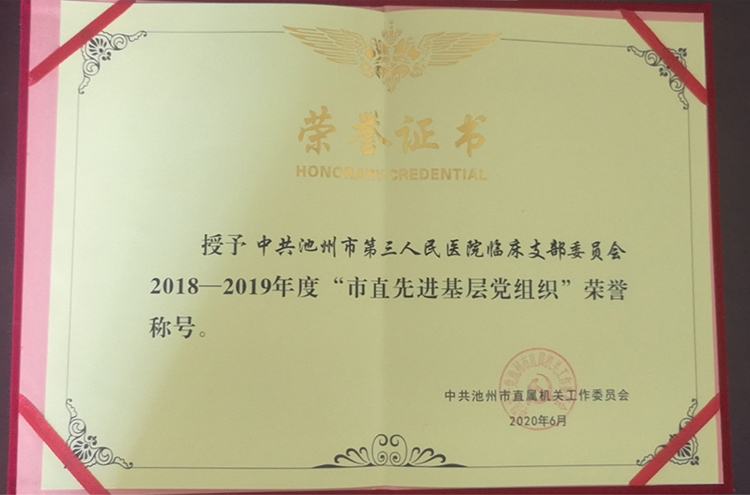 荣誉证书
HONORARY CREDENTIAL
授予 中共池州市第三人民医院临床支部委员会
2018—2019年度“市直先进基层党组织”荣誉
称号。
中共池州市直属机关工作委员会
2020年6月